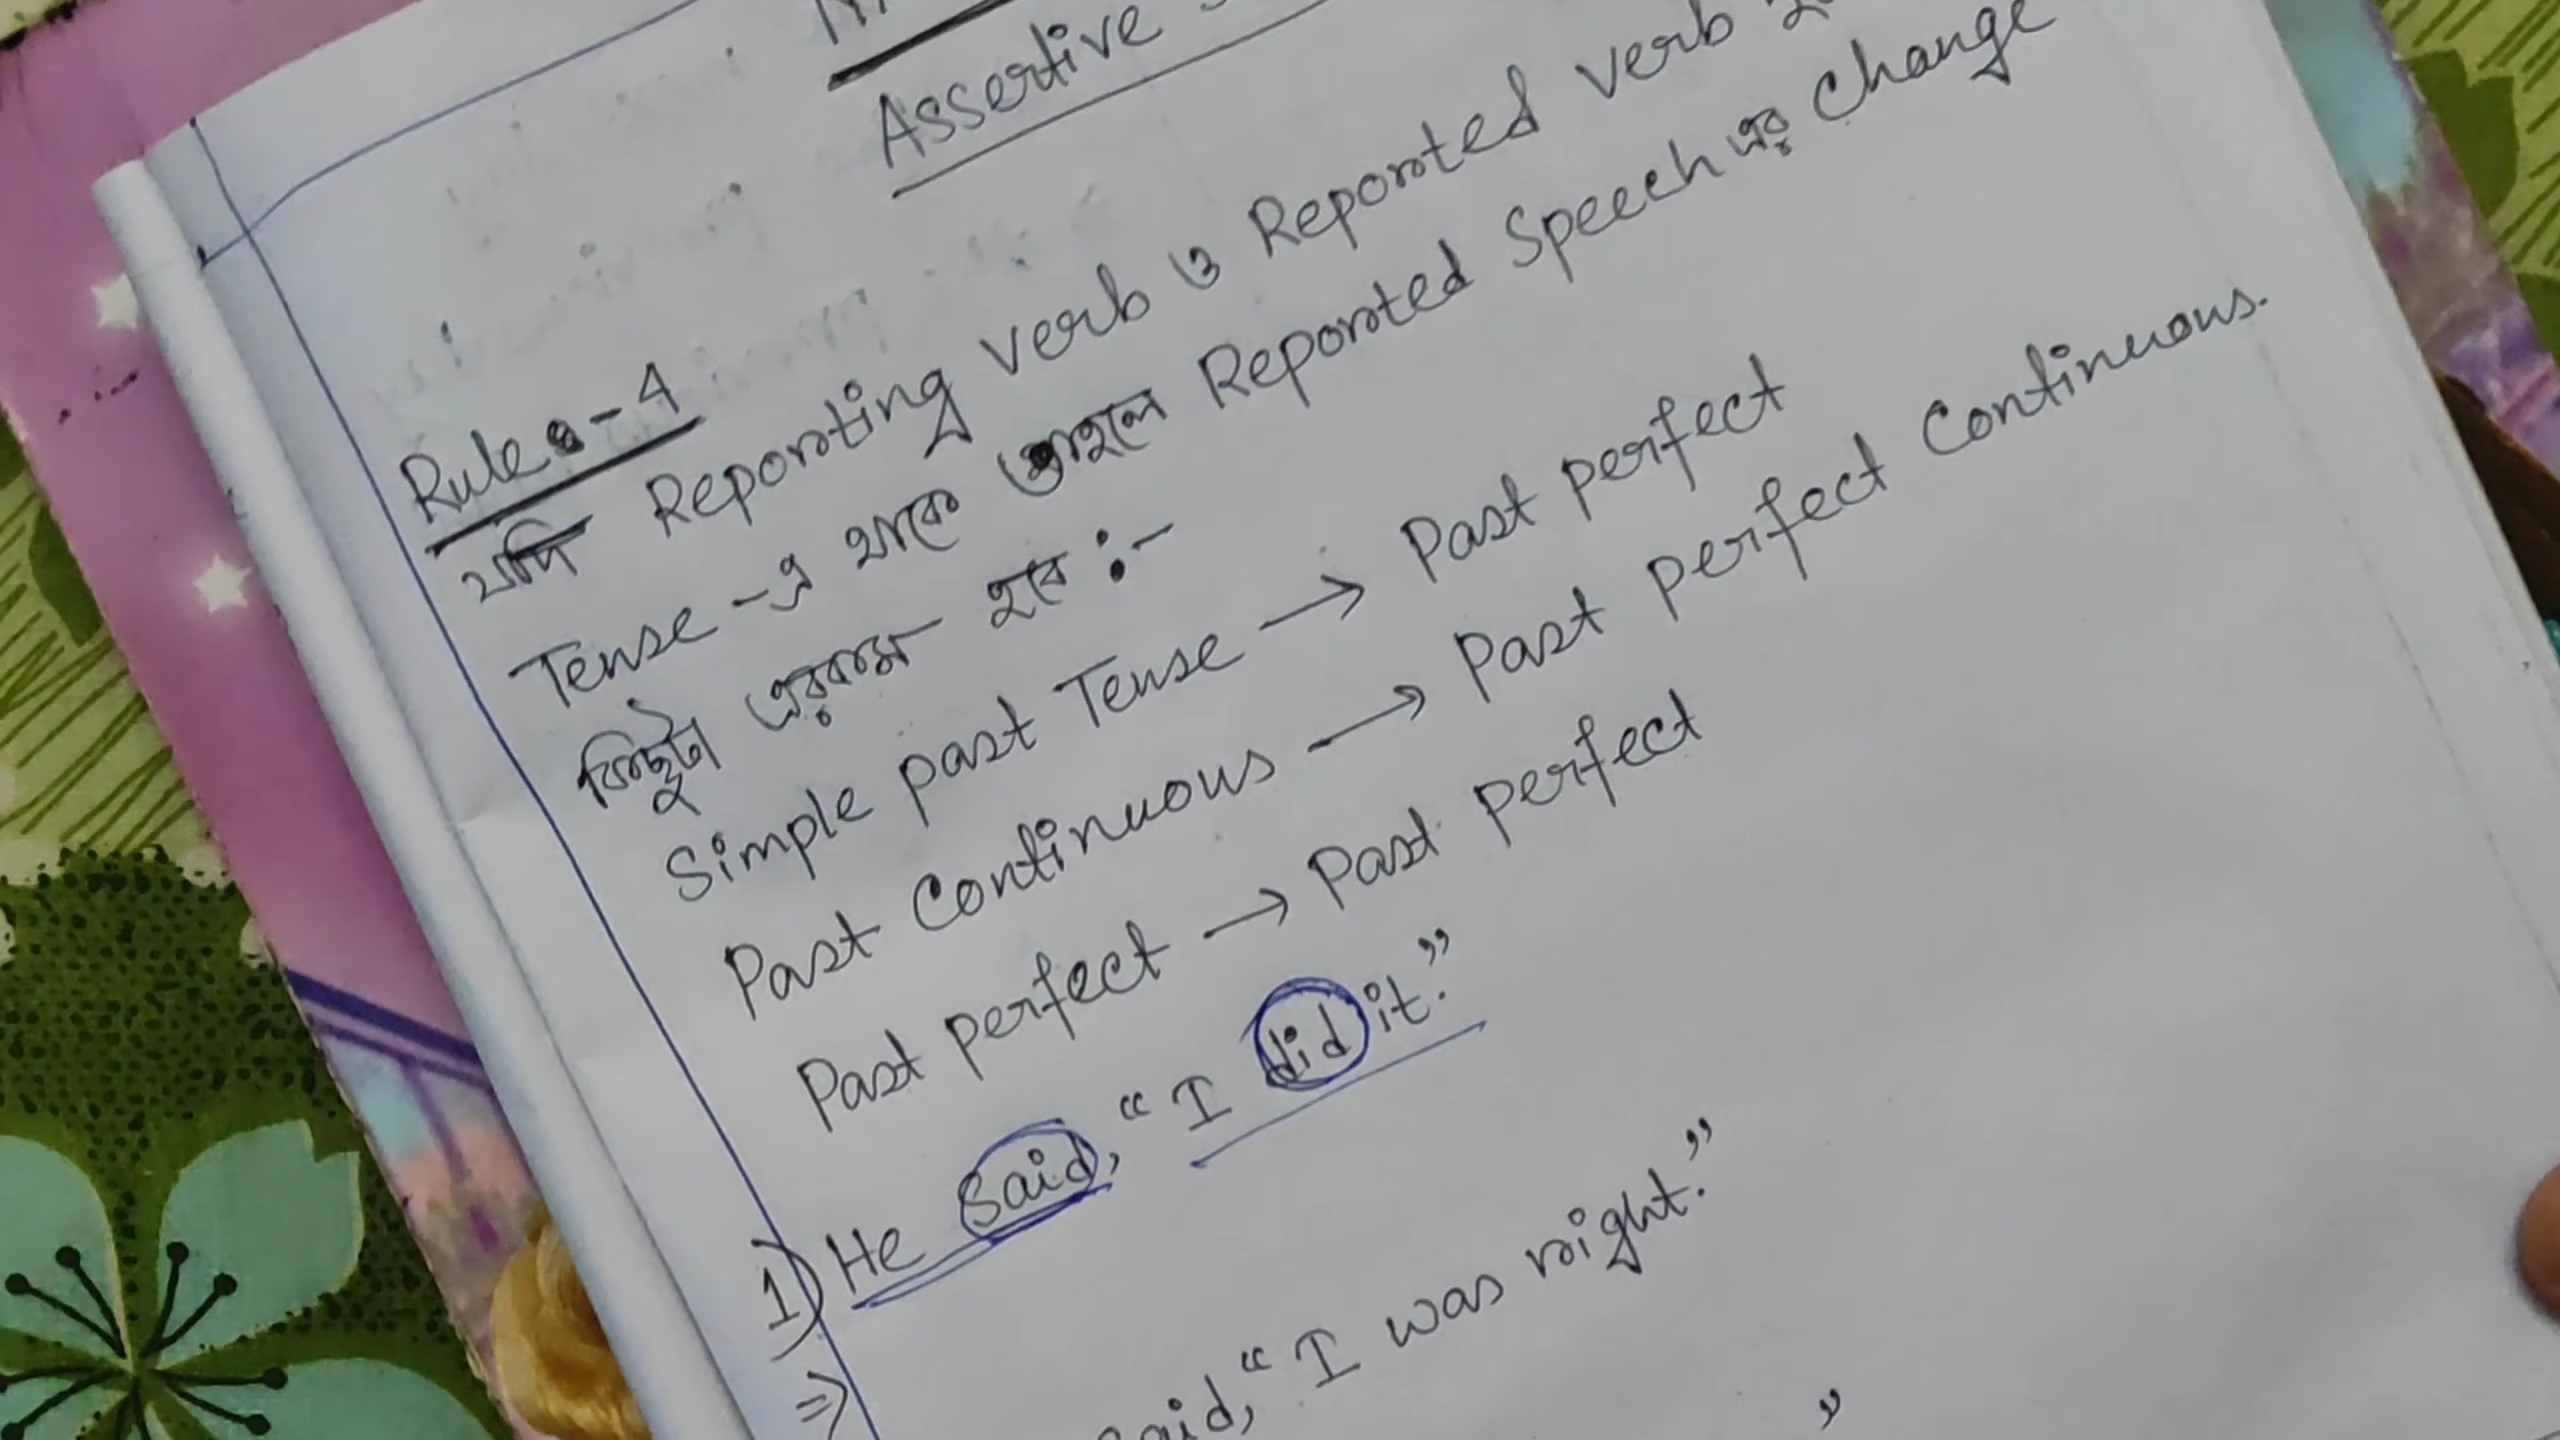 Assertive
Rule - 4
যদি Reporting verb ও Reported verb
Tense -এ থাকে তাহলে Reported Speech এর Change
কিছুটা এরকম হবে :-
Simple past Tense → Past perfect
Past Continuous → Past perfect Continuous.
Past perfect → Past perfect
1) He said, “I did it.”
⇒)
said, “I was right.”
”